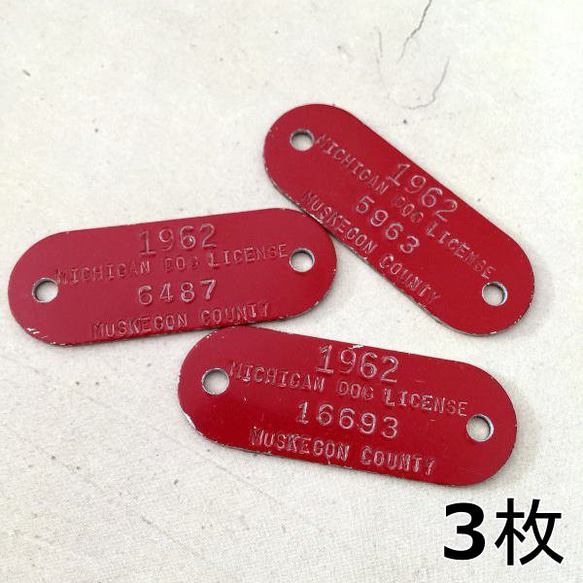 1962
MICHIGAN DOG LICENSE
5963
MUSKEGON COUNTY
1962
MICHIGAN DOG LICENSE
6487
MUSKEGON COUNTY
1962
MICHIGAN DOG LICENSE
16693
MUSKEGON COUNTY
3枚